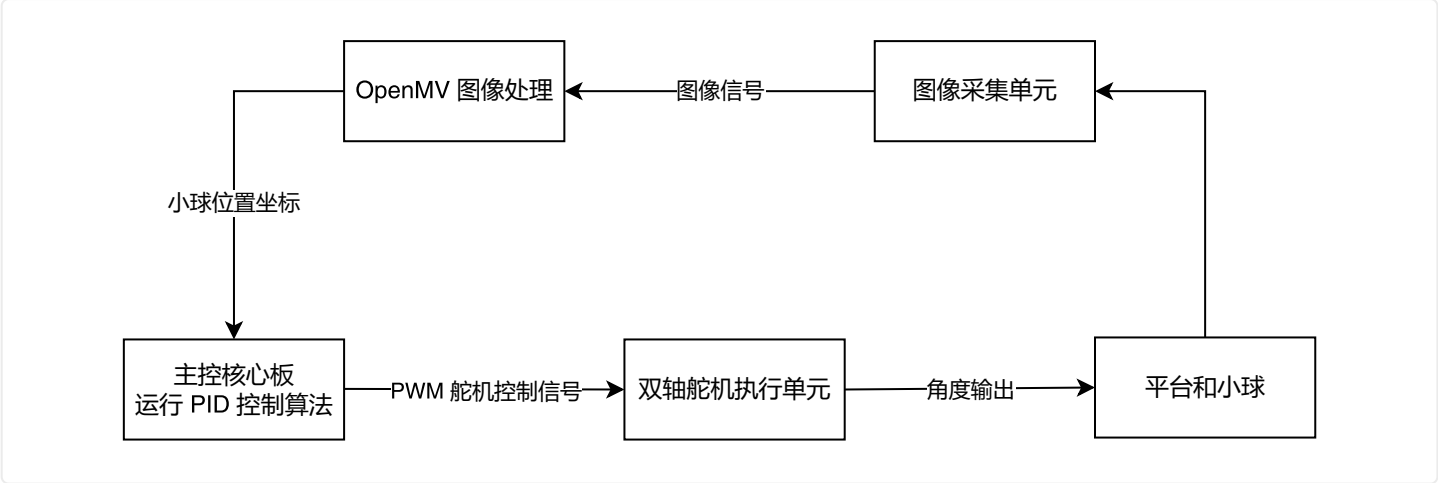 OpenMV 图像处理
图像信号
图像采集单元
小球位置坐标
主控核心板
运行 PID 控制算法
PWM 舵机控制信号
双轴舵机执行单元
角度输出
平台和小球